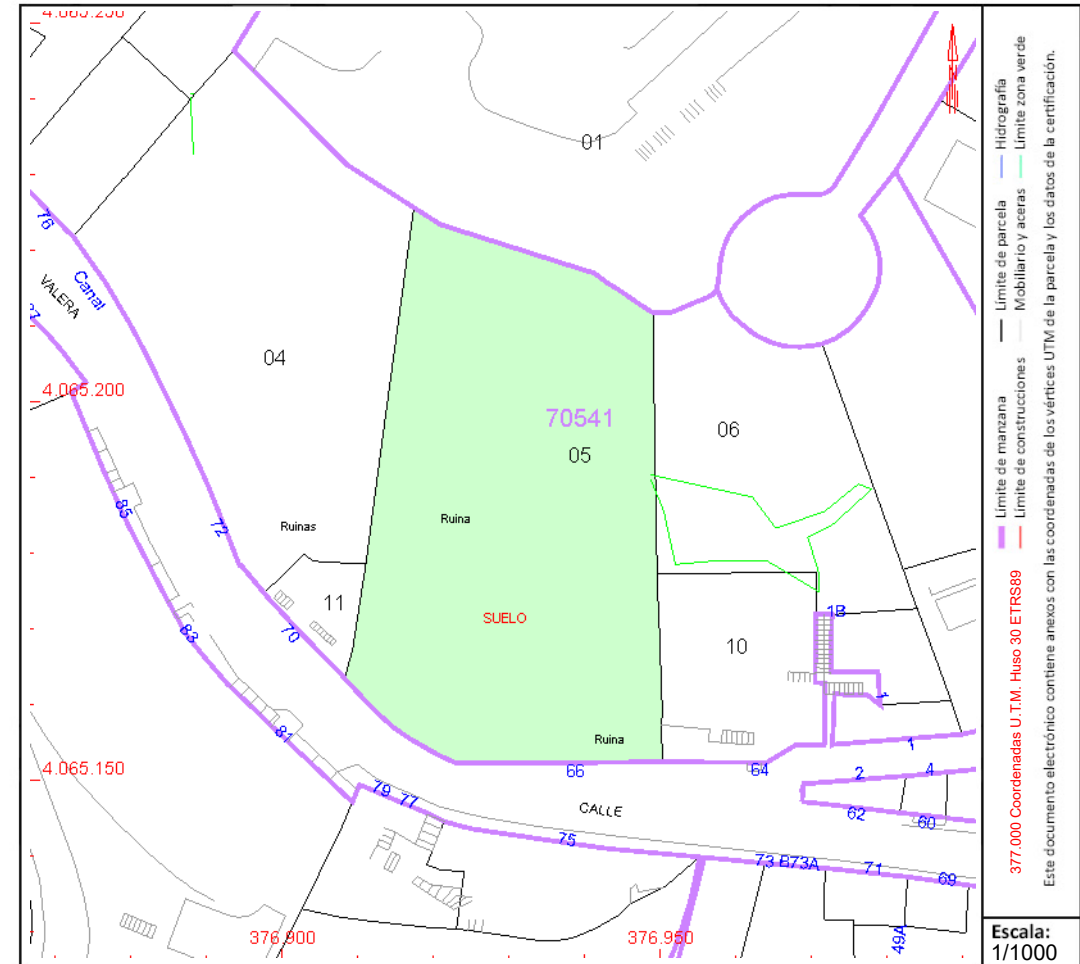 4.065.250
01
76
Canal
VALERA
04
4.065.200
70541
06
05
85
72
Ruinas
Ruina
11
SUELO
1B
83
70
10
1
81
Ruina
1
4.065.150
66
64
2
4
79 77
CALLE
62
60
75
73 B73A
71
69
376.900
376.950
49A
Límite de manzana
Límite de parcela
Hidrografía
377.000 Coordenadas U.T.M. Huso 30 ETRS89
Límite de construcciones
Mobiliario y aceras
Límite zona verde
Este documento electrónico contiene anexos con las coordenadas de los vértices UTM de la parcela y los datos de la certificación.
Escala:
1/1000